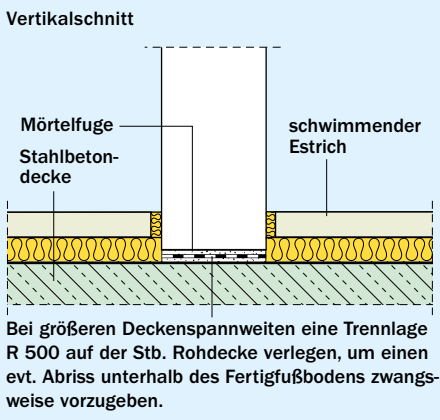 Vertikalschnitt
Mörtelfuge
Stahlbeton-
decke
schwimmender
Estrich
Bei größeren Deckenspannweiten eine Trennlage
R 500 auf der Stb. Rohdecke verlegen, um einen
evt. Abriss unterhalb des Fertigfußbodens zwangs-
weise vorzugeben.